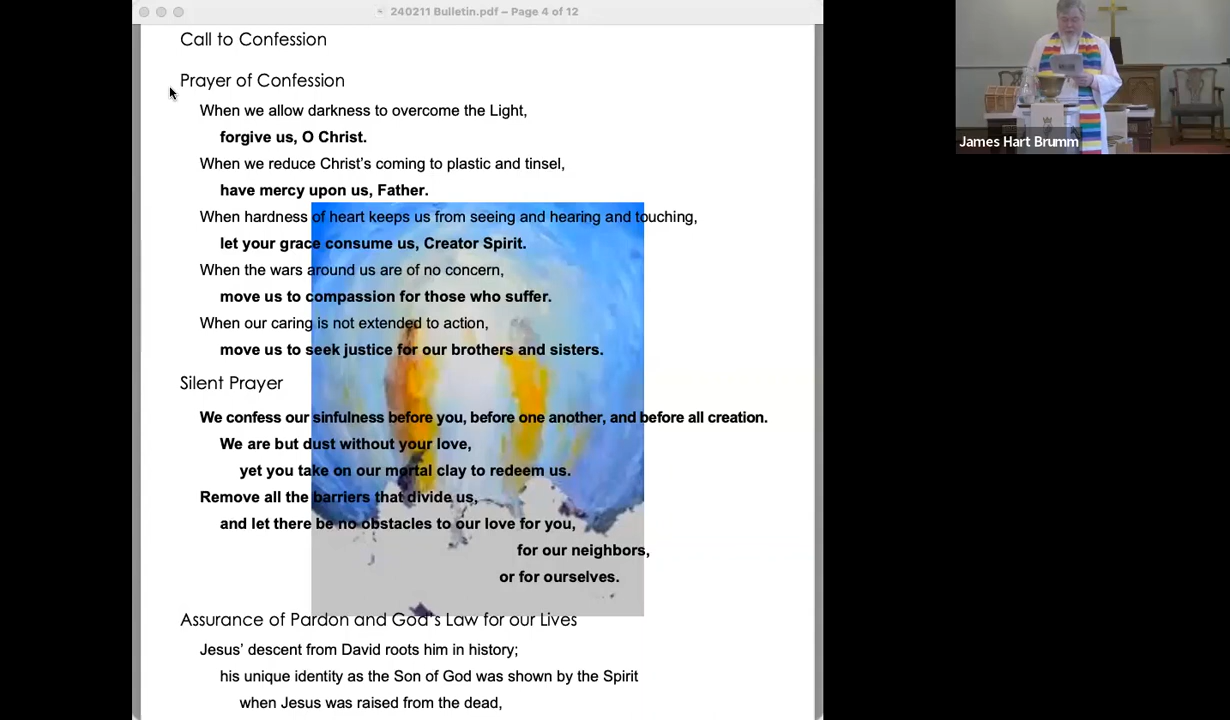 240211 Bulletin.pdf – Page 4 of 12
Call to Confession
Prayer of Confession
When we allow darkness to overcome the Light,
forgive us, O Christ.
When we reduce Christ's coming to plastic and tinsel,
have mercy upon us, Father.
When hardness of heart keeps us from seeing and hearing and touching,
let your grace consume us, Creator Spirit.
When the wars around us are of no concern,
move us to compassion for those who suffer.
When our caring is not extended to action,
move us to seek justice for our brothers and sisters.
Silent Prayer
We confess our sinfulness before you, before one another, and before all creation.
We are but dust without your love,
yet you take on our mortal clay to redeem us.
Remove all the barriers that divide us,
and let there be no obstacles to our love for you,
for our neighbors,
or for ourselves.
Assurance of Pardon and God's Law for our Lives
Jesus' descent from David roots him in history;
his unique identity as the Son of God was shown by the Spirit
when Jesus was raised from the dead,
James Hart Brumm